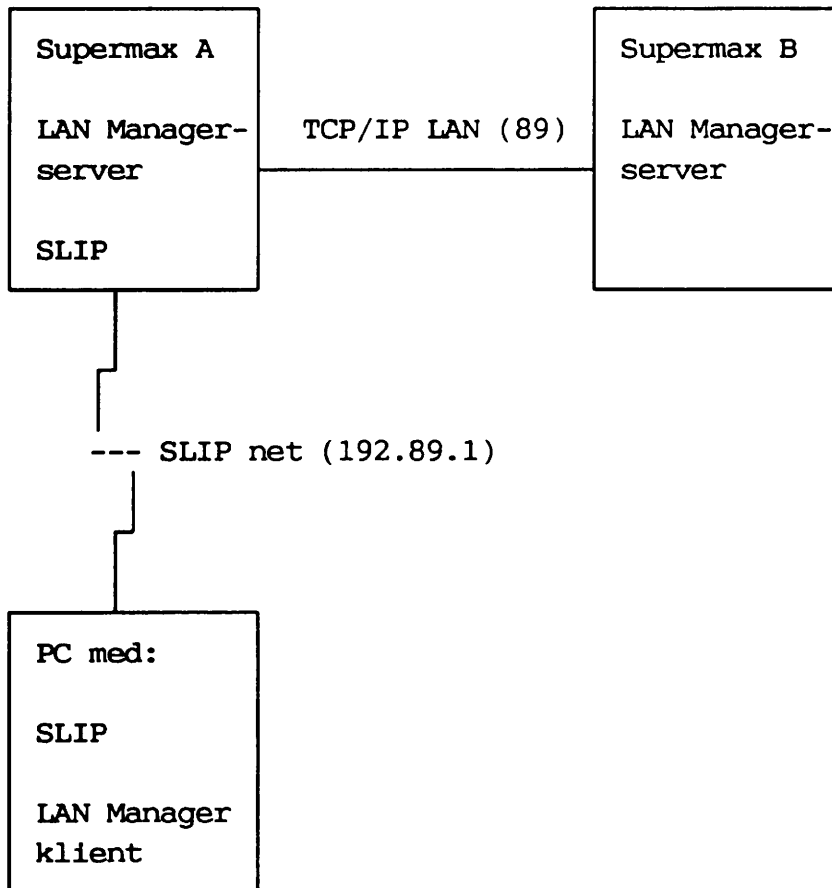 Supermax A
LAN Manager-
server
SLIP
TCP/IP LAN (89)
Supermax B
LAN Manager-
server
--- SLIP net (192.89.1)
PC med:
SLIP
LAN Manager
klient